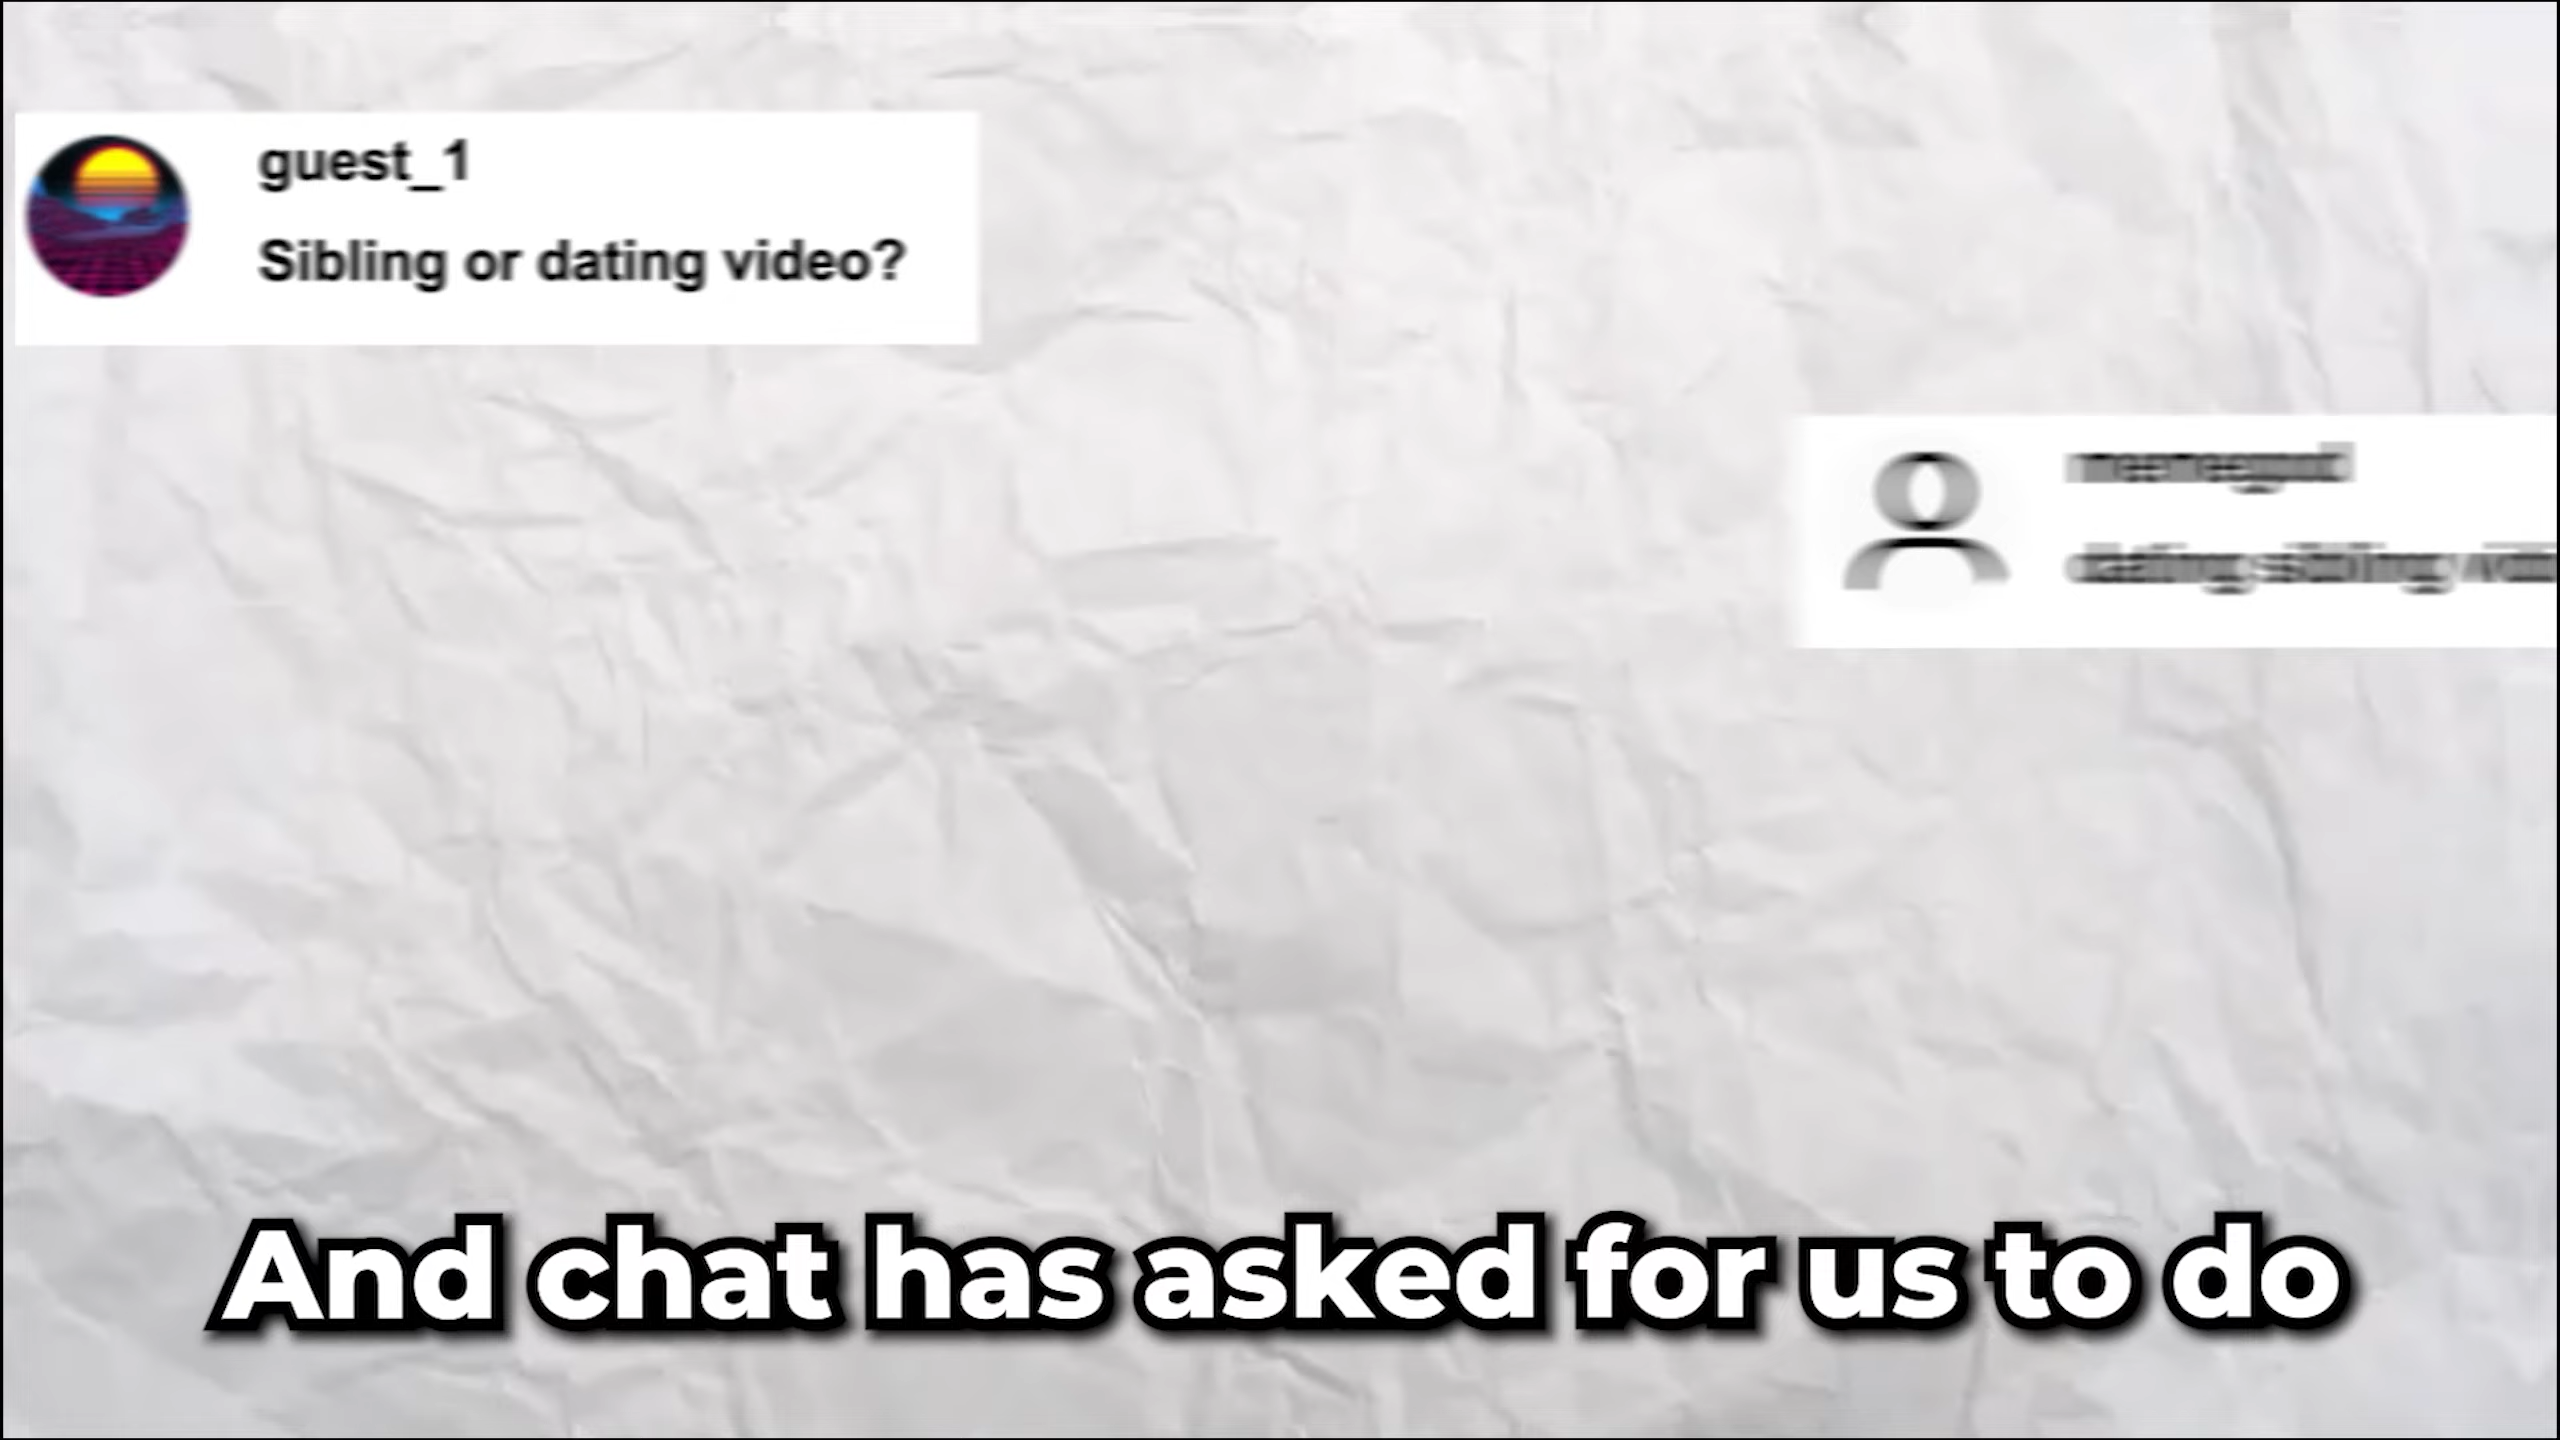 guest_1
Sibling or dating video?
And chat has asked for us to do